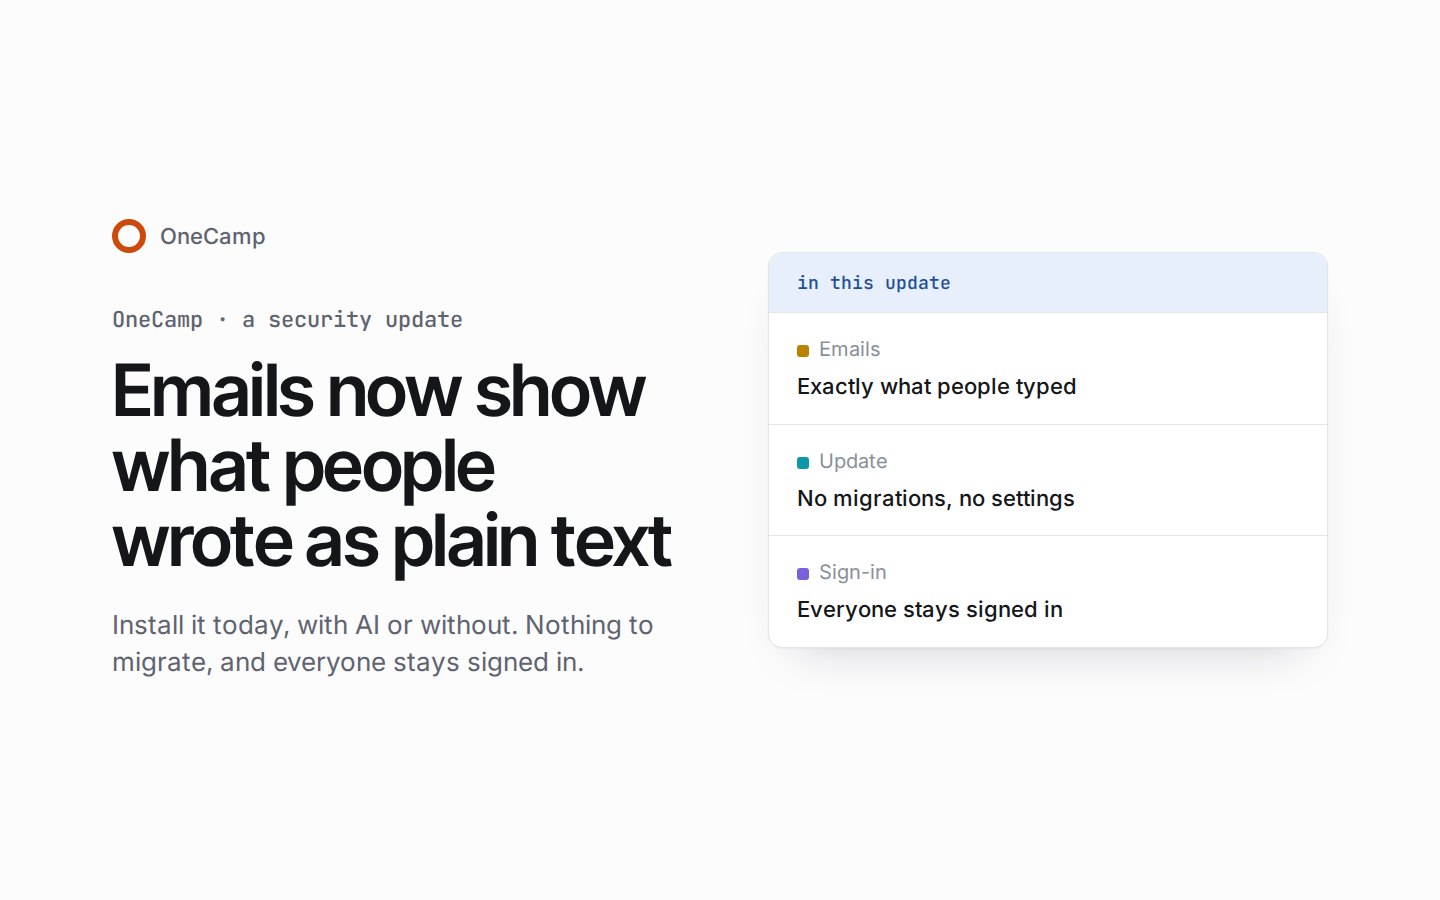 OneCamp
OneCamp · a security update
Emails now show
what people
wrote as plain text
Install it today, with AI or without. Nothing to
migrate, and everyone stays signed in.
in this update
Emails
Exactly what people typed
Update
No migrations, no settings
Sign-in
Everyone stays signed in